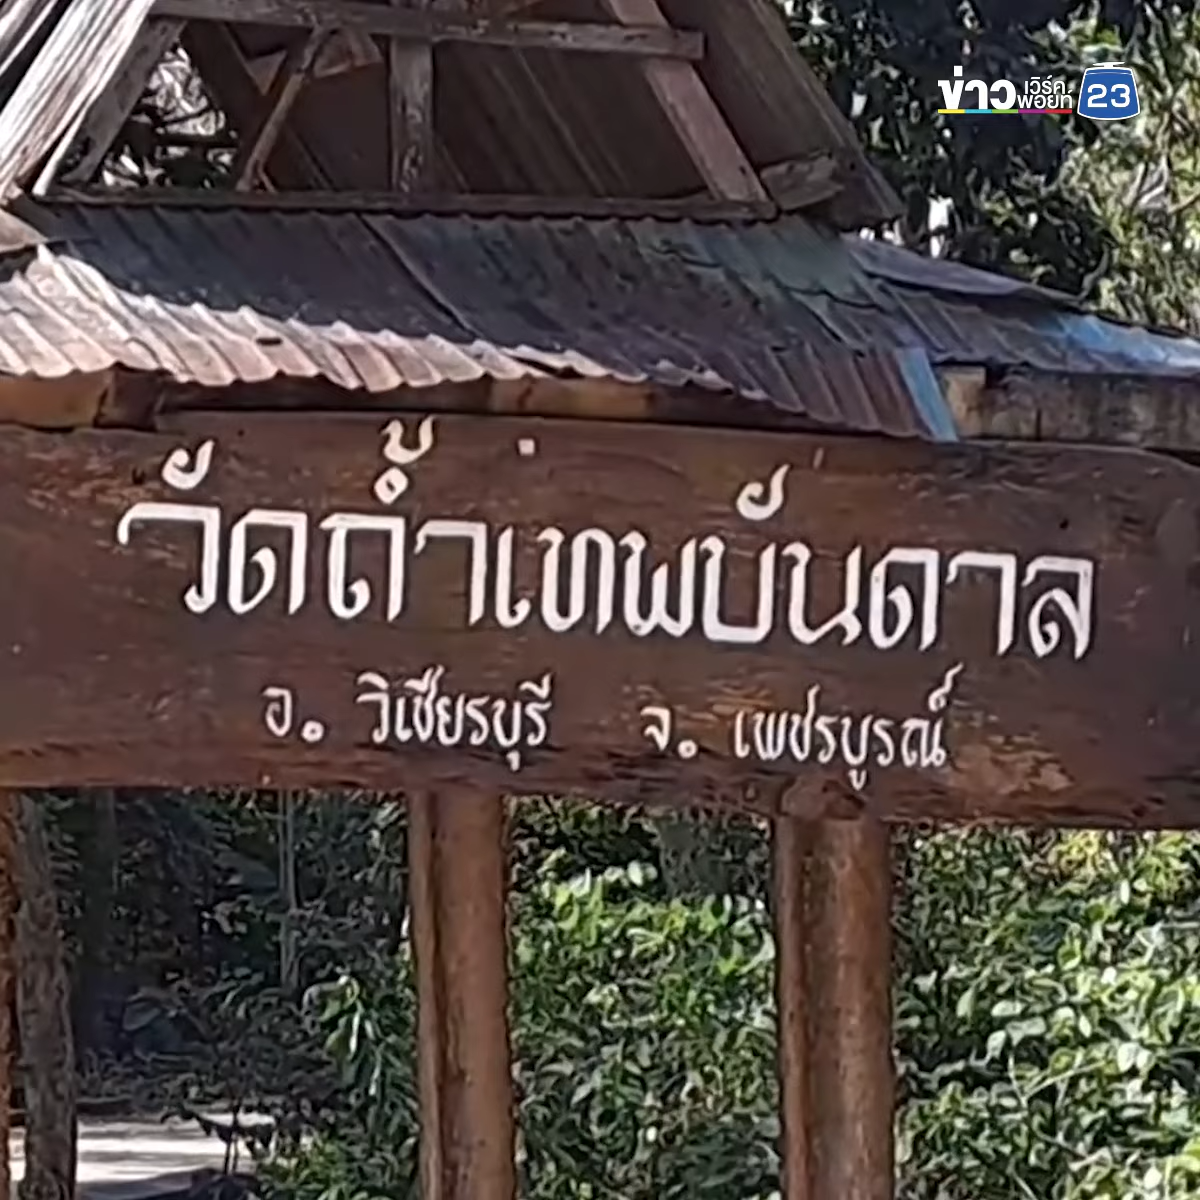 ข่าว เวิร์คพอยท์ 23
วัดถ้ำเทพบันดาล
อ. วิเชียรบุรี จ. เพชรบูรณ์